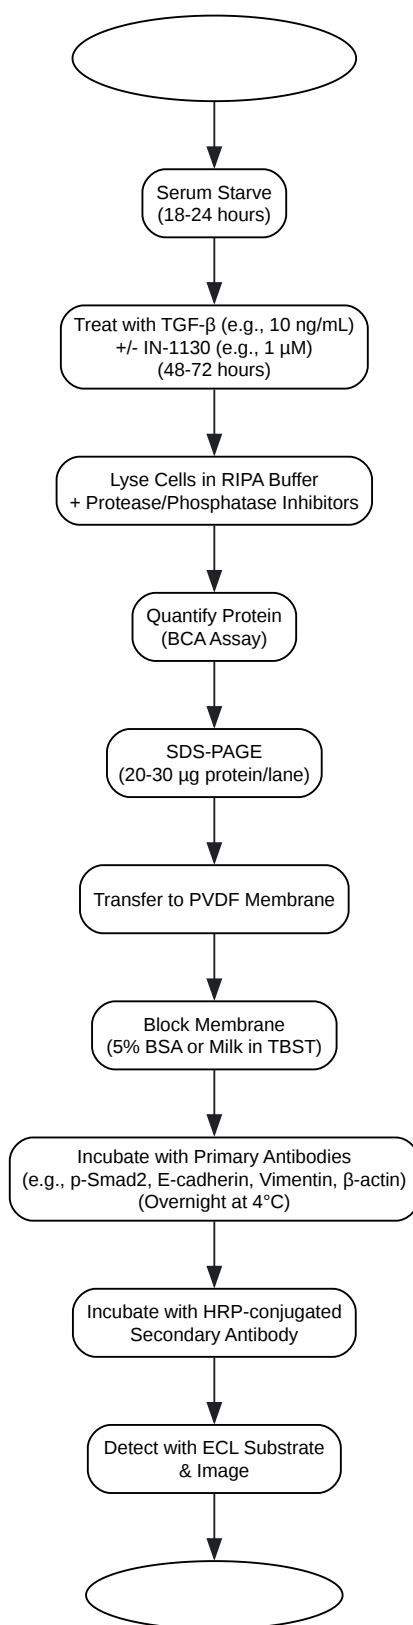 Serum Starve
(18-24 hours)
Treat with TGF-β (e.g., 10 ng/mL)
+/- IN-1130 (e.g., 1 µM)
(48-72 hours)
Lyse Cells in RIPA Buffer
+ Protease/Phosphatase Inhibitors
Quantify Protein
(BCA Assay)
SDS-PAGE
(20-30 µg protein/lane)
Transfer to PVDF Membrane
Block Membrane
(5% BSA or Milk in TBST)
Incubate with Primary Antibodies
(e.g., p-Smad2, E-cadherin, Vimentin, β-actin)
(Overnight at 4°C)
Incubate with HRP-conjugated
Secondary Antibody
Detect with ECL Substrate
& Image